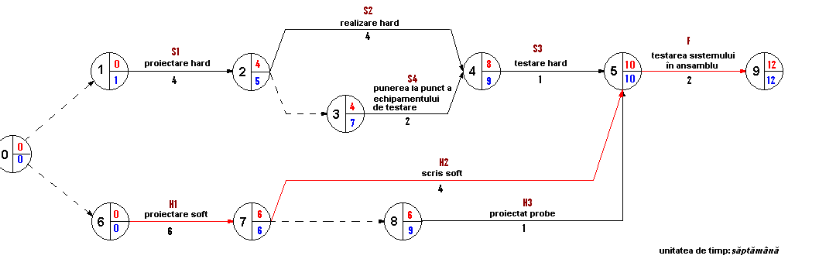 S2
realizare hard
4
S1
proiectare hard
4
1
0
1
2
4
5
S4
punerea la punct a
echipamentului
de testare
2
3
4
7
4
8
9
S3
testare hard
1
5
10
10
F
testarea sistemului
in ansamblu
2
9
12
12
0
0
0
H2
scris soft
4
H1
proiectare soft
6
6
0
0
7
6
6
8
6
9
H3
proiectat probe
1
unitatea de timp: săptămână